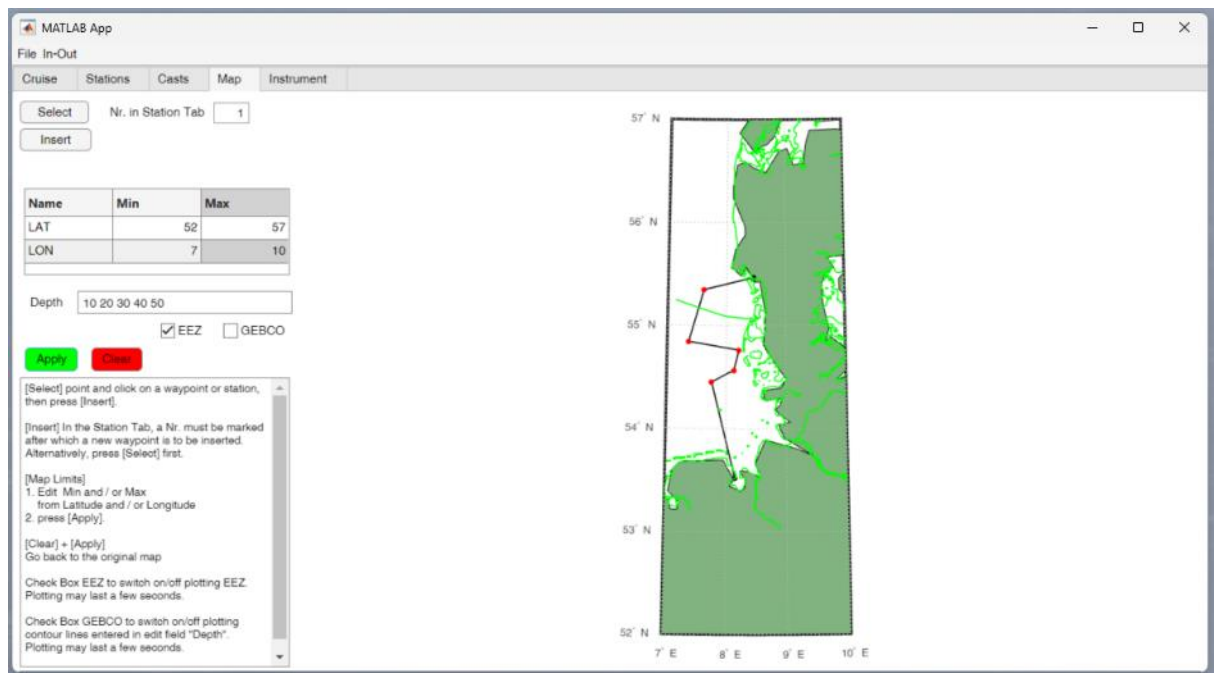 MATLAB App
File In-Out
Cruise Stations Casts Map Instrument
Select Nr. in Station Tab 1
Insert
Name Min Max
LAT 52 57
LON 7 10
Depth 10 20 30 40 50
EEZ GEBCO
Apply Clear
[Select] point and click on a waypoint or station,
then press [Insert].
[Insert] In the Station Tab, a Nr. must be marked
after which a new waypoint is to be inserted.
Alternatively, press [Select] first.
[Map Limits]
1. Edit Min and / or Max
from Latitude and / or Longitude
2. press [Apply].
[Clear] + [Apply]
Go back to the original map
Check Box EEZ to switch on/off plotting EEZ.
Plotting may last a few seconds.
Check Box GEBCO to switch on/off plotting
contour lines entered in edit field "Depth".
Plotting may last a few seconds.
57° N
56° N
55° N
54° N
53° N
52° N
7° E 8° E 9° E 10° E